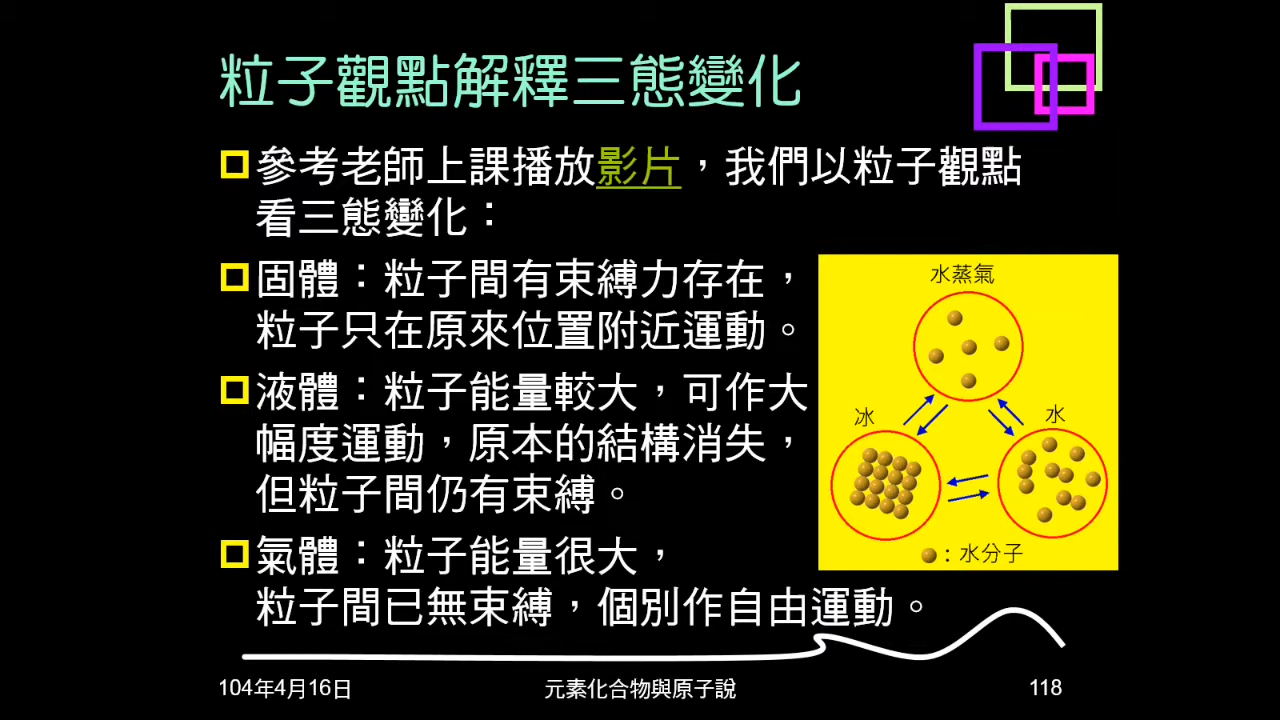 粒子觀點解釋三態變化
參考老師上課播放影片，我們以粒子觀點
看三態變化：
固體：粒子間有束縛力存在，
粒子只在原來位置附近運動。
液體：粒子能量較大，可作大
幅度運動，原本的結構消失，
但粒子間仍有束縛。
氣體：粒子能量很大，
粒子間已無束縛，個別作自由運動。
水蒸氣
冰
水
：水分子
104年4月16日
元素化合物與原子說
118